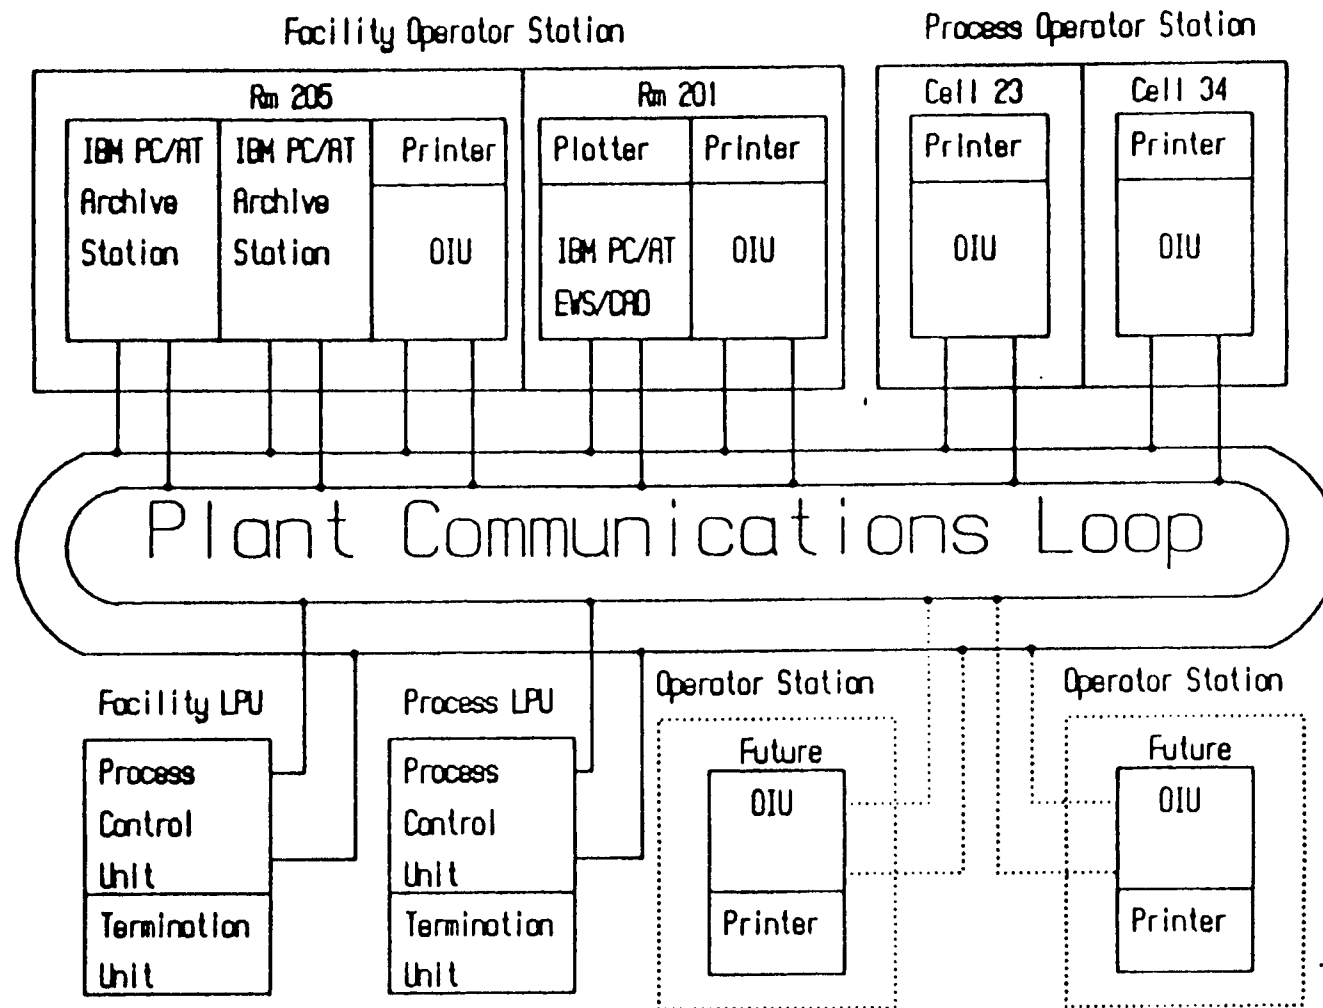 Facility Operator Station
Process Operator Station
Rm 205
Rm 201
Cell 23
Cell 34
IBM PC/AT
Archive
Station
IBM PC/AT
Archive
Station
Printer
OIU
Plotter
IBM PC/AT
EWS/CAD
Printer
OIU
Printer
OIU
Printer
OIU
Plant Communications Loop
Facility LPU
Process
Control
Unit
Termination
Unit
Process LPU
Process
Control
Unit
Termination
Unit
Operator Station
Future
OIU
Printer
Operator Station
Future
OIU
Printer